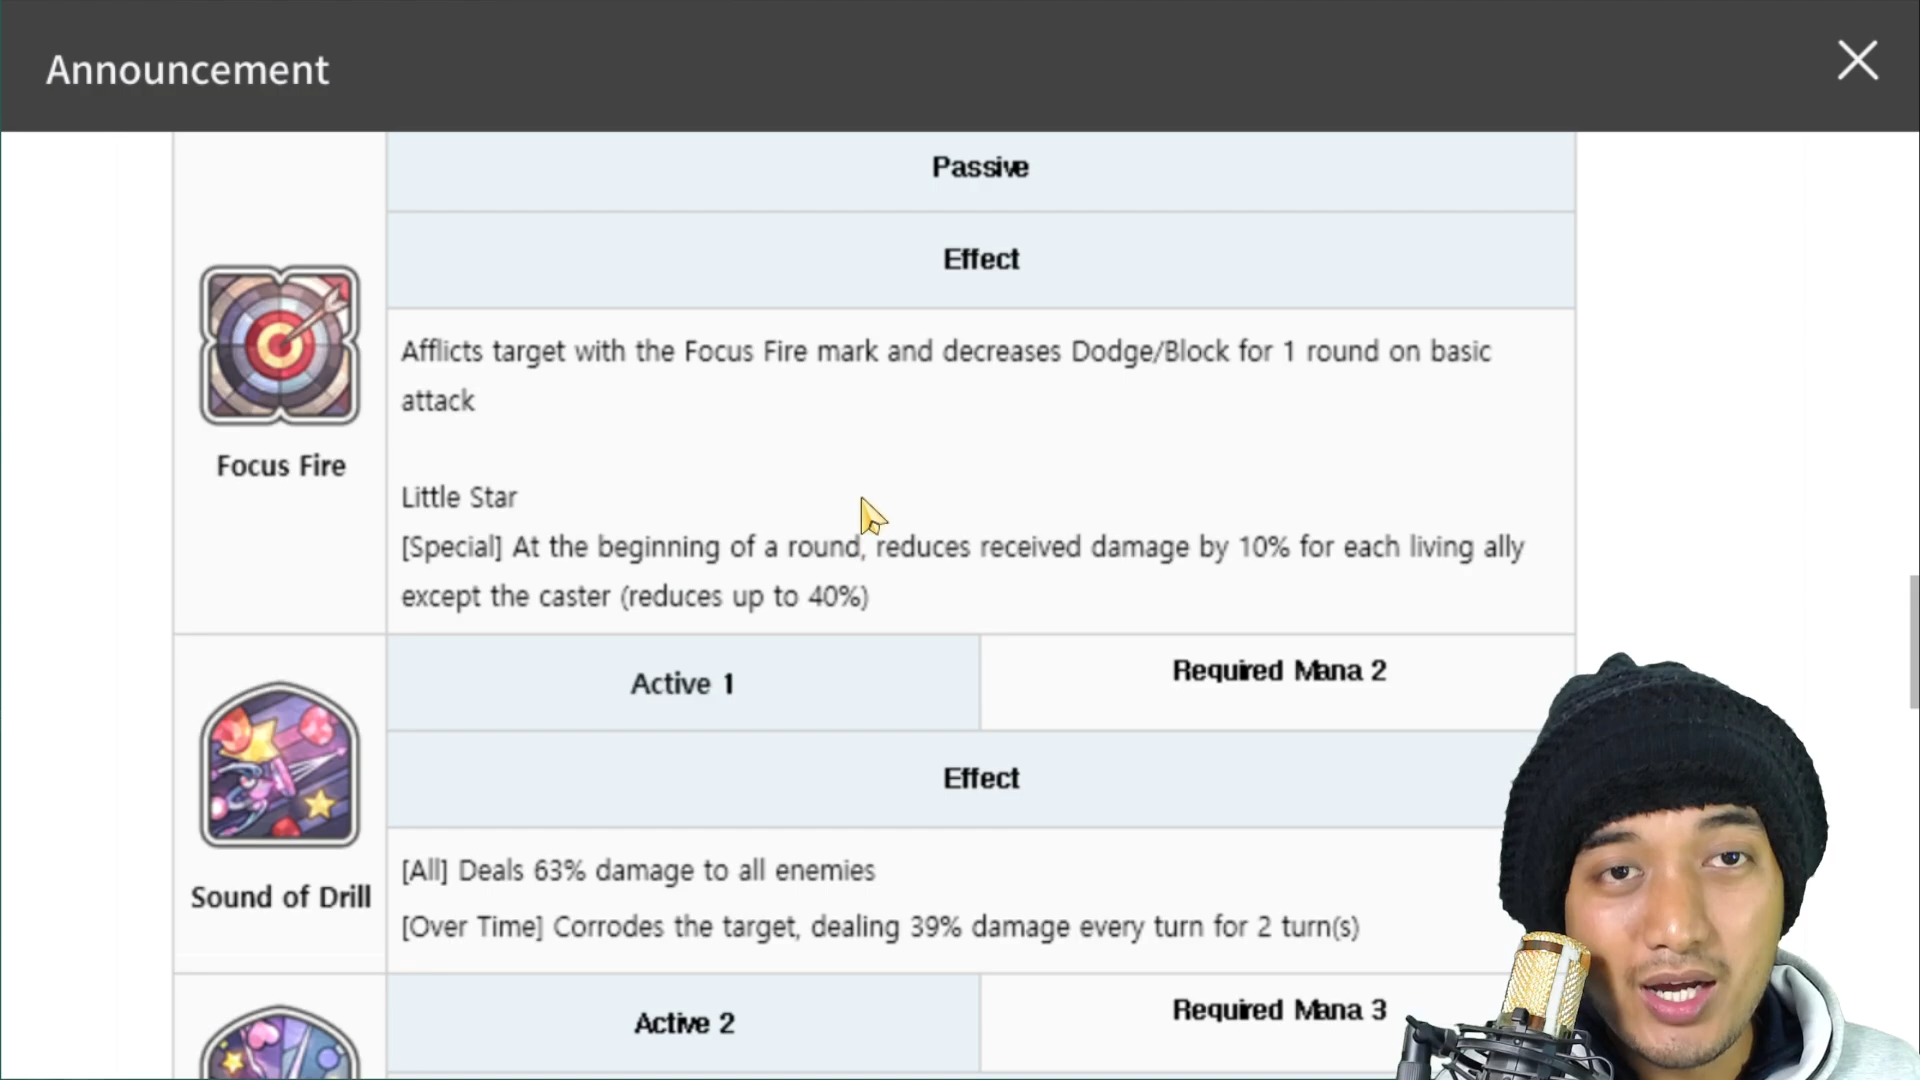 Announcement
Passive
Effect
Afflicts target with the Focus Fire mark and decreases Dodge/Block for 1 round on basic
attack
Focus Fire
Little Star
[Special] At the beginning of a round, reduces received damage by 10% for each living ally
except the caster (reduces up to 40%)
Active 1
Required Mana 2
Effect
Sound of Drill
[All] Deals 63% damage to all enemies
[Over Time] Corrodes the target, dealing 39% damage every turn for 2 turn(s)
Active 2
Required Mana 3